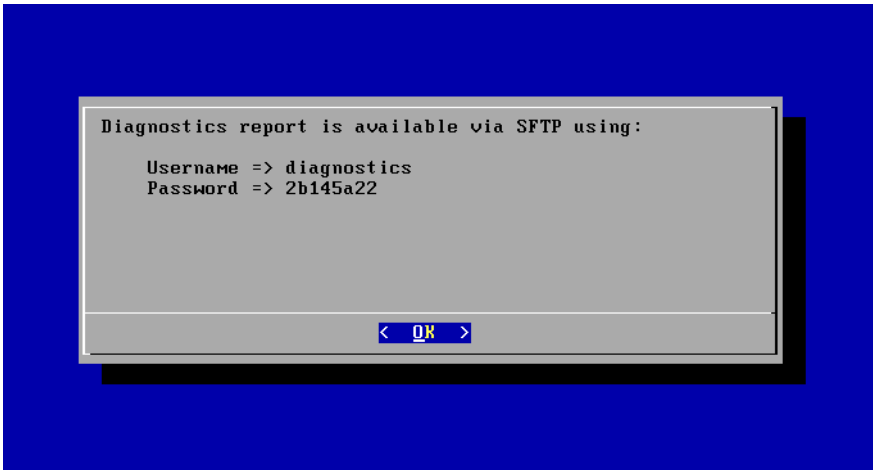 Diagnostics report is available via SFTP using:
Username => diagnostics
Password => 2b145a22
< OK >